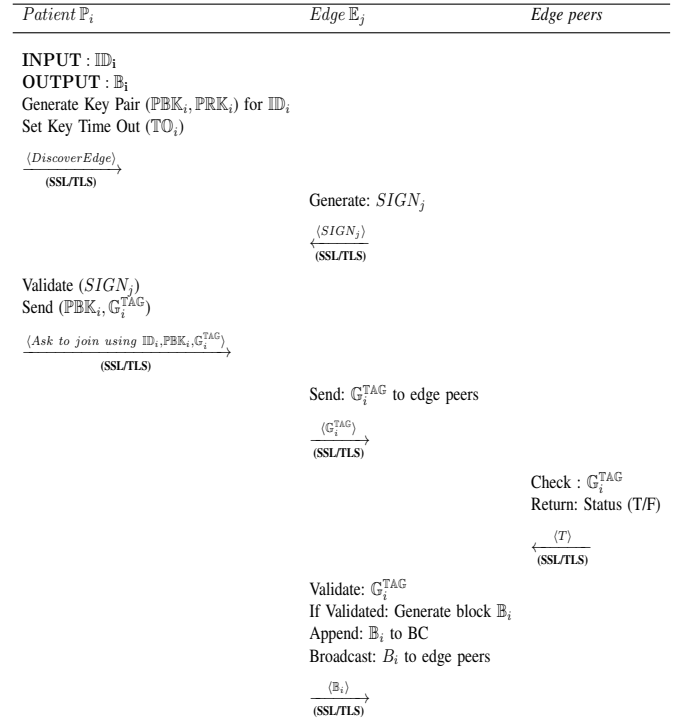 Patient ℙᵢ Edge 𝔼ⱼ Edge peers
INPUT : 𝕀𝔻ᵢ
OUTPUT : 𝔹ᵢ
Generate Key Pair (ℙ𝔹𝕂ᵢ, ℙℝ𝕂ᵢ) for 𝕀𝔻ᵢ
Set Key Time Out (𝕋𝕆ᵢ)
⟨DiscoverEdge⟩
(SSL/TLS)
Generate: SIGNⱼ
⟨SIGNⱼ⟩
(SSL/TLS)
Validate (SIGNⱼ)
Send (ℙ𝔹𝕂ᵢ, 𝔾ᵢ^𝕋𝔸𝔾)
⟨Ask to join using 𝕀𝔻ᵢ,ℙ𝔹𝕂ᵢ,𝔾ᵢ^𝕋𝔸𝔾⟩
(SSL/TLS)
Send: 𝔾ᵢ^𝕋𝔸𝔾 to edge peers
⟨𝔾ᵢ^𝕋𝔸𝔾⟩
(SSL/TLS)
Check : 𝔾ᵢ^𝕋𝔸𝔾
Return: Status (T/F)
⟨T⟩
(SSL/TLS)
Validate: 𝔾ᵢ^𝕋𝔸𝔾
If Validated: Generate block 𝔹ᵢ
Append: 𝔹ᵢ to BC
Broadcast: Bᵢ to edge peers
⟨𝔹ᵢ⟩
(SSL/TLS)